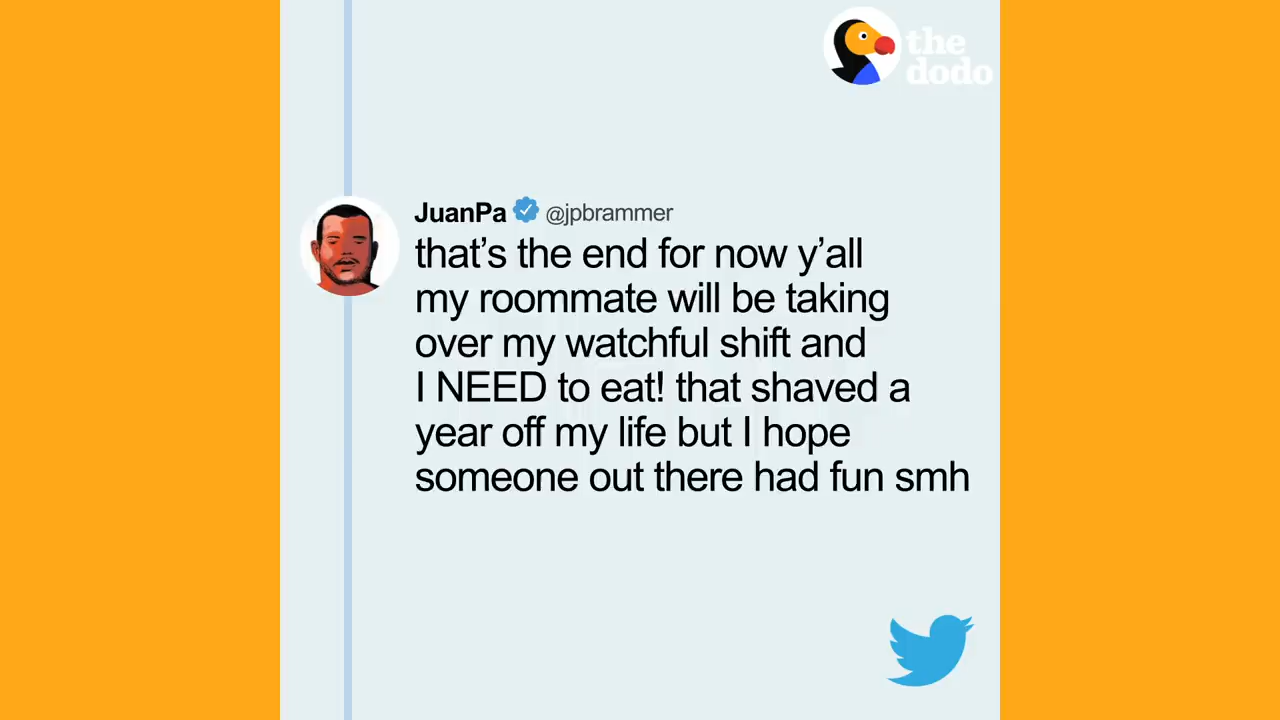 the
dodo
JuanPa @jpbrammer
that’s the end for now y’all
my roommate will be taking
over my watchful shift and
I NEED to eat! that shaved a
year off my life but I hope
someone out there had fun smh